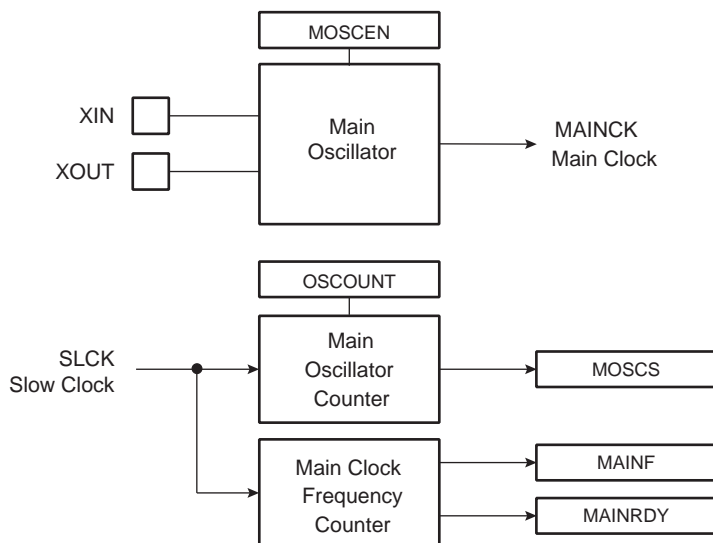 MOSCEN
XIN
XOUT
Main
Oscillator
MAINCK
Main Clock
OSCOUNT
SLCK
Slow Clock
Main
Oscillator
Counter
MOSCS
Main Clock
Frequency
Counter
MAINF
MAINRDY